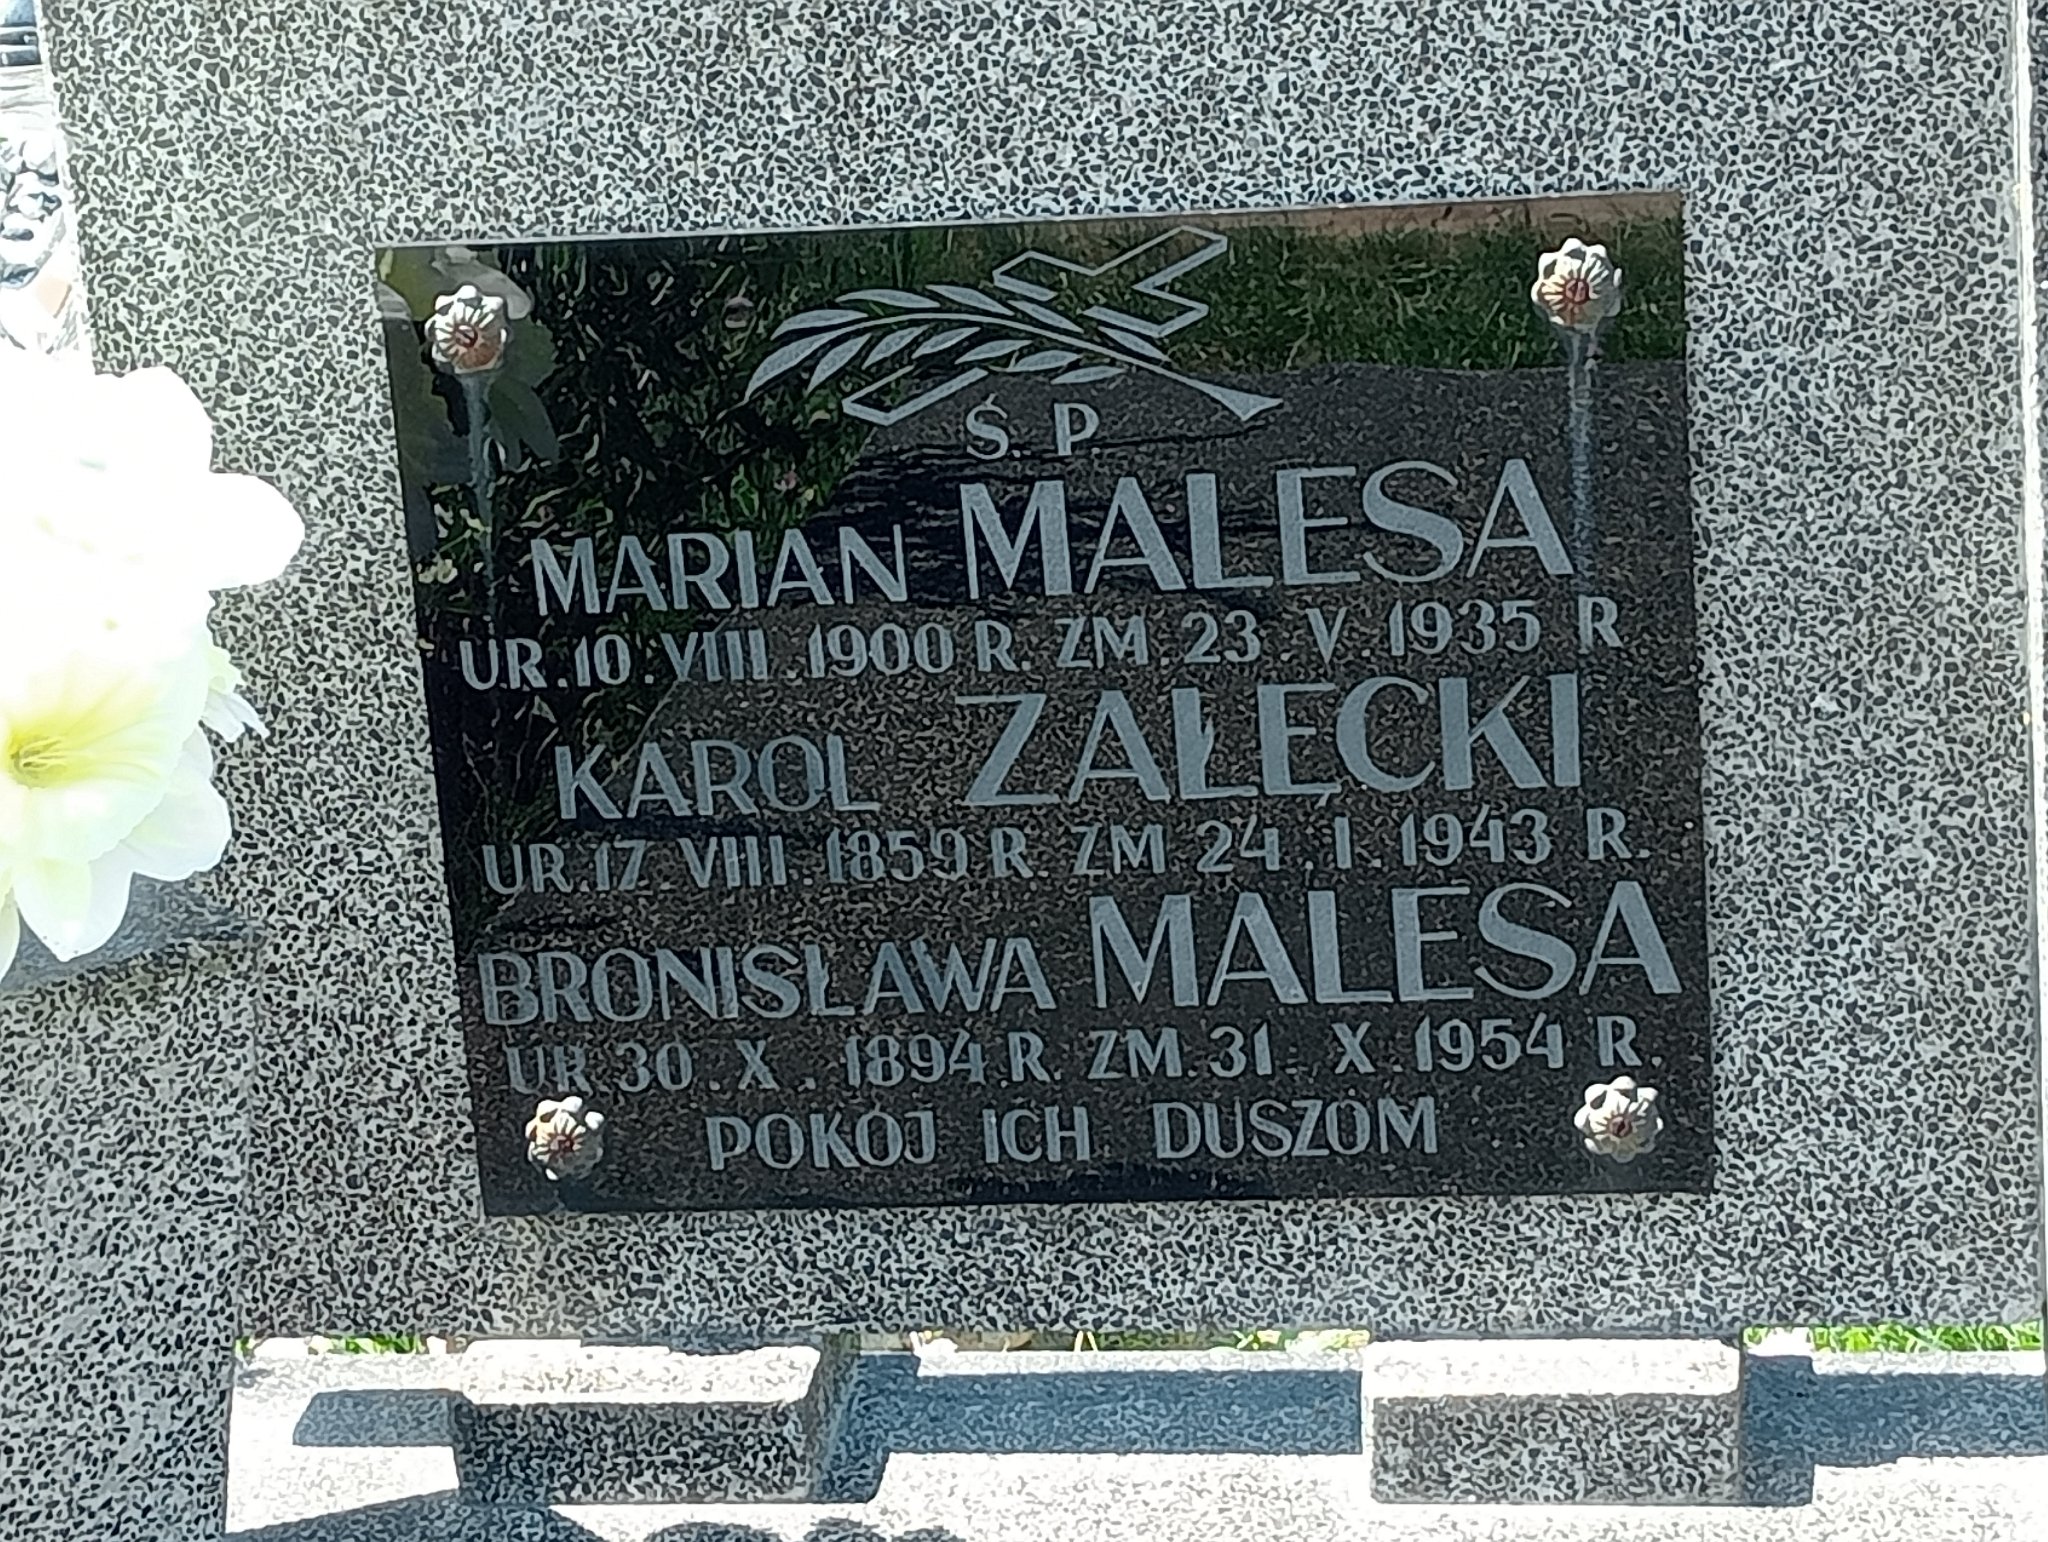 Ś. P.
MARIAN MALESA
UR. 10. VIII. 1900 R. ZM. 23. V. 1935 R
KAROL ZAŁĘCKI
UR. 17. VIII. 1859 R. ZM. 24. I. 1943 R.
BRONISŁAWA MALESA
UR. 30. X. 1894. R. ZM. 31. X. 1954 R.
POKÓJ ICH DUSZOM